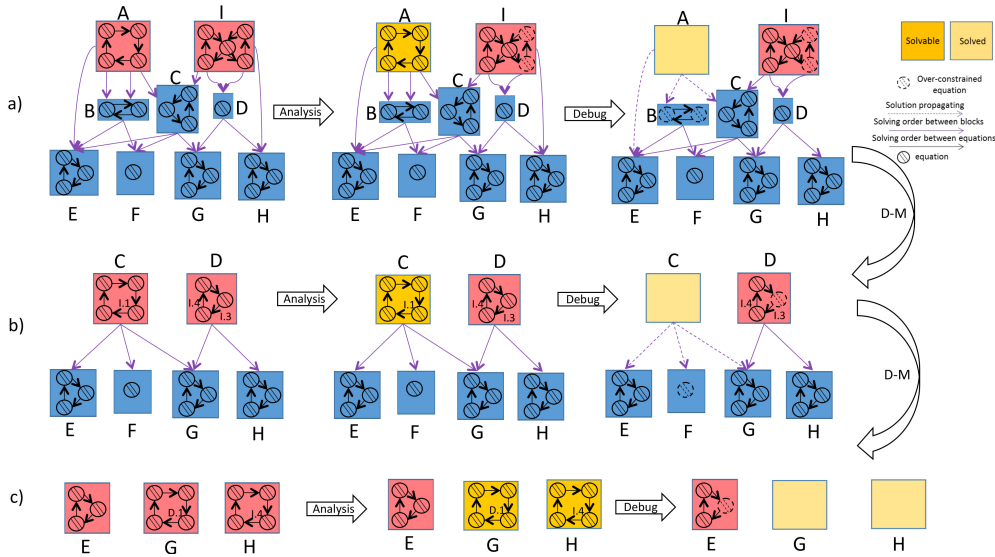 A I A I A I
Solvable Solved
a)
C C C
B D B D B D
Analysis Debug
Over-constrained
equation
Solution propagating
Solving order between blocks
Solving order between equations
equation
E F G H E F G H E F G H
D-M
b)
C D C D C D
I.1 I.4 I.3 I.1 I.4 I.3 I.4 I.3
Analysis Debug
E F G H E F G H E F G H
D-M
c)
D.1 I.4 D.1 I.4
Analysis Debug
E G H E G H E G H